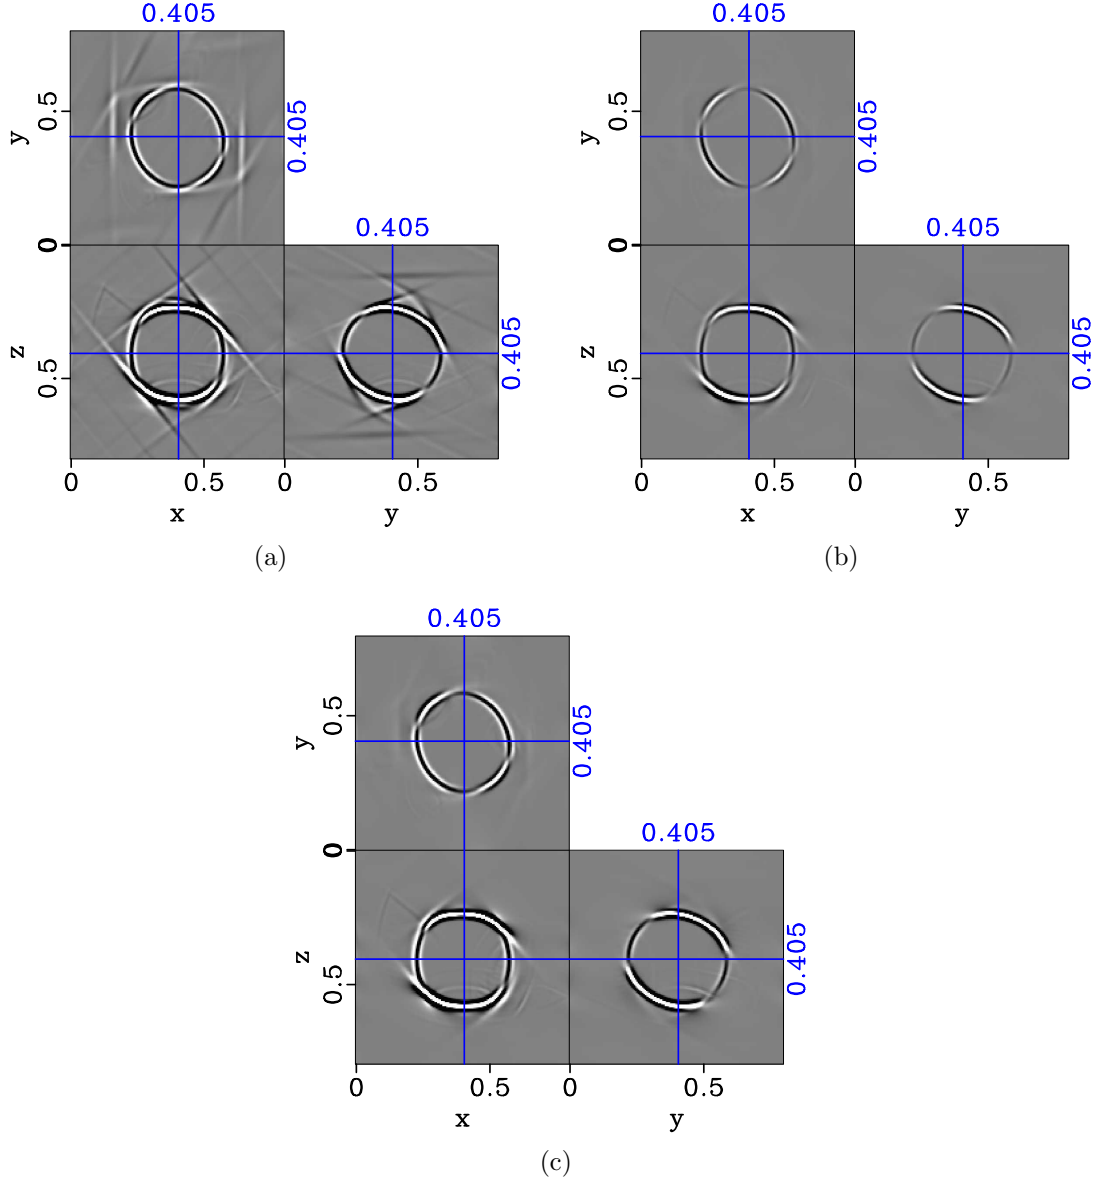 0.405 0.405
y 0.5 0.405 y 0.5 0.405
0 0.405 0 0.405
z 0.5 0.405 z 0.5 0.405
0 0.5 0 0.5 0 0.5 0 0.5
x y x y
(a) (b)
0.405
y 0.5 0.405
0 0.405
z 0.5 0.405
0 0.5 0 0.5
x y
(c)